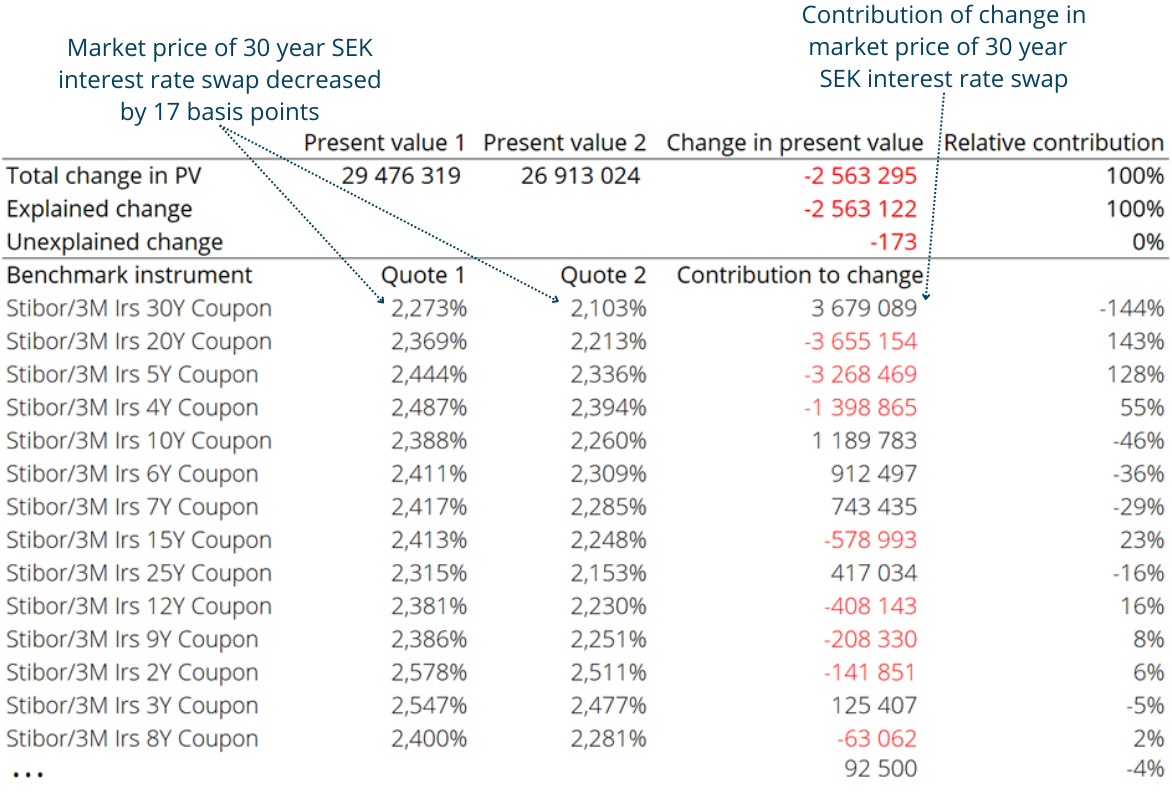 Market price of 30 year SEK
interest rate swap decreased
by 17 basis points
Contribution of change in
market price of 30 year
SEK interest rate swap
Present value 1 Present value 2 Change in present value Relative contribution
Total change in PV 29 476 319 26 913 024 -2 563 295 100%
Explained change -2 563 122 100%
Unexplained change -173 0%
Benchmark instrument Quote 1 Quote 2 Contribution to change
Stibor/3M Irs 30Y Coupon 2,273% 2,103% 3 679 089 -144%
Stibor/3M Irs 20Y Coupon 2,369% 2,213% -3 655 154 143%
Stibor/3M Irs 5Y Coupon 2,444% 2,336% -3 268 469 128%
Stibor/3M Irs 4Y Coupon 2,487% 2,394% -1 398 865 55%
Stibor/3M Irs 10Y Coupon 2,388% 2,260% 1 189 783 -46%
Stibor/3M Irs 6Y Coupon 2,411% 2,309% 912 497 -36%
Stibor/3M Irs 7Y Coupon 2,417% 2,285% 743 435 -29%
Stibor/3M Irs 15Y Coupon 2,413% 2,248% -578 993 23%
Stibor/3M Irs 25Y Coupon 2,315% 2,153% 417 034 -16%
Stibor/3M Irs 12Y Coupon 2,381% 2,230% -408 143 16%
Stibor/3M Irs 9Y Coupon 2,386% 2,251% -208 330 8%
Stibor/3M Irs 2Y Coupon 2,578% 2,511% -141 851 6%
Stibor/3M Irs 3Y Coupon 2,547% 2,477% 125 407 -5%
Stibor/3M Irs 8Y Coupon 2,400% 2,281% -63 062 2%
... 92 500 -4%